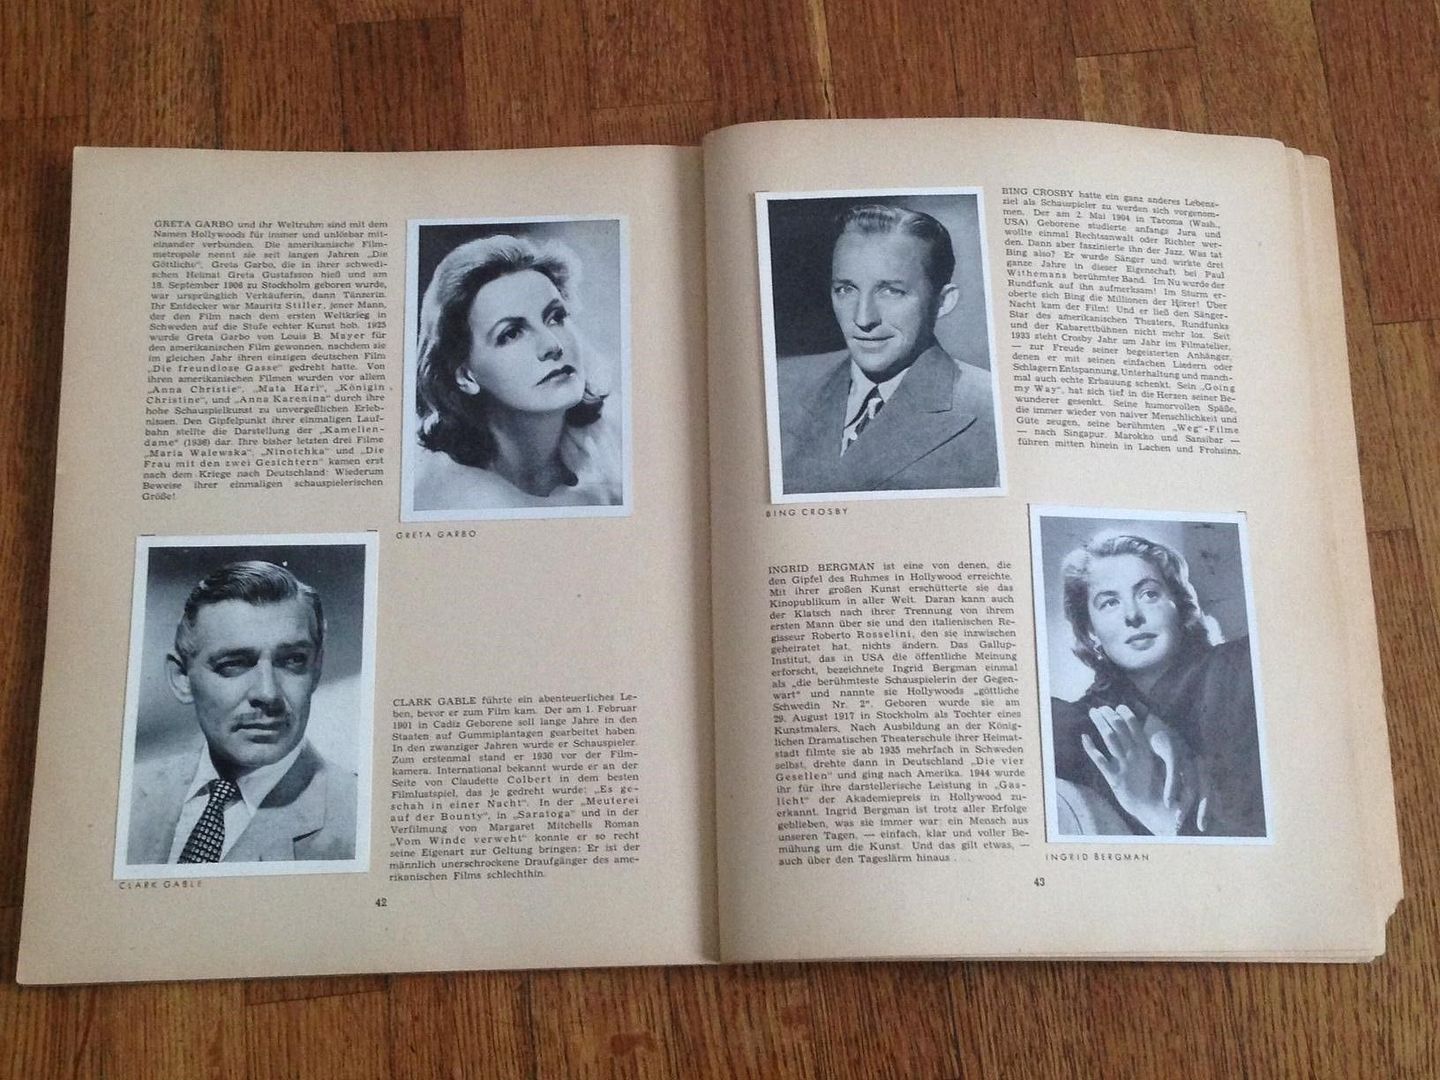 GRETA GARBO und ihr Weltruhm sind mit dem
Namen Hollywoods für immer und unlösbar mit-
einander verbunden. Die amerikanische Film-
metropole nennt sie seit langen Jahren „Die
Göttliche". Greta Garbo, die in ihrer schwedi-
schen Heimat Greta Gustafsson hieß und am
18. September 1906 zu Stockholm geboren wurde,
war ursprünglich Verkäuferin, dann Tänzerin.
Ihr Entdecker war Mauritz Stiller, jener Mann,
der den Film nach dem ersten Weltkrieg in
Schweden auf die Stufe echter Kunst hob. 1925
wurde Greta Garbo von Louis B. Mayer für
den amerikanischen Film gewonnen, nachdem sie
im gleichen Jahr ihren einzigen deutschen Film
„Die freudlose Gasse" gedreht hatte. Von
ihren amerikanischen Filmen wurden vor allem
„Anna Christie", „Mata Hari", „Königin
Christine", und „Anna Karenina" durch ihre
hohe Schauspielkunst zu unvergeßlichen Erleb-
nissen. Den Gipfelpunkt ihrer einmaligen Lauf-
bahn stellte die Darstellung der „Kamelien-
dame" (1936) dar. Ihre bisher letzten drei Filme
„Maria Walewska", „Ninotchka" und „Die
Frau mit den zwei Gesichtern" kamen erst
nach dem Kriege nach Deutschland: Wiederum
Beweise ihrer einmaligen schauspielerischen
Größe!
GRETA GARBO
CLARK GABLE
CLARK GABLE führte ein abenteuerliches Le-
ben, bevor er zum Film kam. Der am 1. Februar
1901 in Cadiz Geborene soll lange Jahre in den
Staaten auf Gummiplantagen gearbeitet haben.
In den zwanziger Jahren wurde er Schauspieler.
Zum erstenmal stand er 1930 vor der Film-
kamera. International bekannt wurde er an der
Seite von Claudette Colbert in dem besten
Filmlustspiel, das je gedreht wurde: „Es ge-
schah in einer Nacht". In der „Meuterei
auf der Bounty", in „Saratoga" und in der
Verfilmung von Margaret Mitchells Roman
„Vom Winde verweht" konnte er so recht
seine Eigenart zur Geltung bringen: Er ist der
männlich unerschrockene Draufgänger des ame-
rikanischen Films schlechthin.
42
BING CROSBY hatte ein ganz anderes Lebens-
ziel als Schauspieler zu werden sich vorgenom-
men. Der am 2. Mai 1904 in Tacoma (Wash.,
USA) Geborene studierte anfangs Jura und
wollte einmal Rechtsanwalt oder Richter wer-
den. Dann aber faszinierte ihn der Jazz. Was tat
Bing also? Er wurde Sänger und wirkte drei
ganze Jahre in dieser Eigenschaft bei Paul
Withemans berühmter Band. Im Nu wurde der
Rundfunk auf ihn aufmerksam! Im Sturm er-
oberte sich Bing die Millionen der Hörer! Über
Nacht kam der Film! Und er ließ den Sänger-
Star des amerikanischen Theaters, Rundfunks
und der Kabarettbühnen nicht mehr los. Seit
1933 steht Crosby Jahr um Jahr im Filmatelier,
— zur Freude seiner begeisterten Anhänger,
denen er mit seinen einfachen Liedern oder
Schlagern Entspannung, Unterhaltung und manch-
mal auch echte Erbauung schenkt. Sein „Going
my Way", hat sich tief in die Herzen seiner Be-
wunderer gesenkt. Seine humorvollen Späße,
die immer wieder von naiver Menschlichkeit und
Güte zeugen, seine berühmten „Weg"-Filme
— nach Singapur, Marokko und Sansibar —
führen mitten hinein in Lachen und Frohsinn.
BING CROSBY
INGRID BERGMAN ist eine von denen, die
den Gipfel des Ruhmes in Hollywood erreichte.
Mit ihrer großen Kunst erschütterte sie das
Kinopublikum in aller Welt. Daran kann auch
der Klatsch nach ihrer Trennung von ihrem
ersten Mann über sie und den italienischen Re-
gisseur Roberto Rosselini, den sie inzwischen
geheiratet hat, nichts ändern. Das Gallup-
Institut, das in USA die öffentliche Meinung
erforscht, bezeichnete Ingrid Bergman einmal
als „die berühmteste Schauspielerin der Gegen-
wart" und nannte sie Hollywoods „göttliche
Schwedin Nr. 2". Geboren wurde sie am
29. August 1917 in Stockholm als Tochter eines
Kunstmalers. Nach Ausbildung an der König-
lichen Dramatischen Theaterschule ihrer Heimat-
stadt filmte sie ab 1935 mehrfach in Schweden
selbst, drehte dann in Deutschland „Die vier
Gesellen" und ging nach Amerika. 1944 wurde
ihr für ihre darstellerische Leistung in „Gas-
licht" der Akademiepreis in Hollywood zu-
erkannt. Ingrid Bergman ist trotz aller Erfolge
geblieben, was sie immer war: ein Mensch aus
unseren Tagen, — einfach, klar und voller Be-
mühung um die Kunst. Und das gilt etwas, —
auch über den Tageslärm hinaus . .
INGRID BERGMAN
43